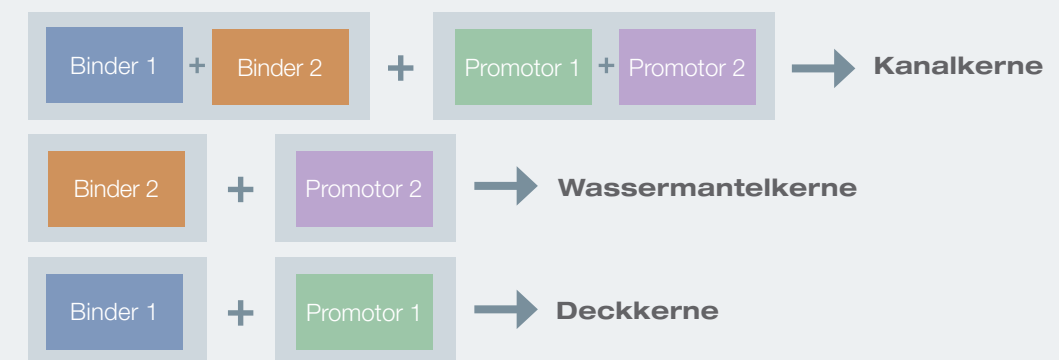 Binder 1 + Binder 2 + Promotor 1 + Promotor 2 Kanalkerne
Binder 2 + Promotor 2 Wassermantelkerne
Binder 1 + Promotor 1 Deckkerne